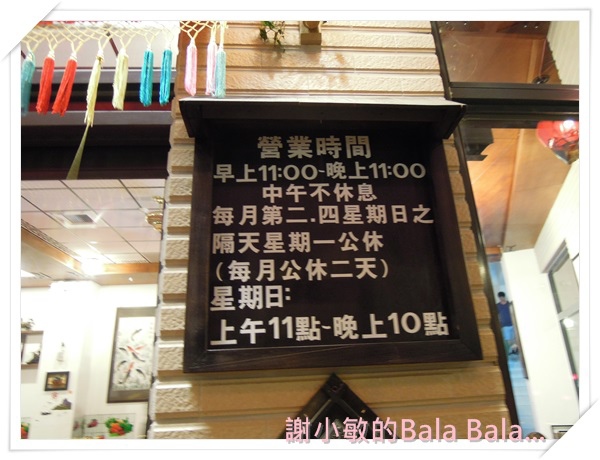 營業時間
早上11:00~晚上11:00
中午不休息
每月第二.四星期日之
隔天星期一公休
(每月公休二天)
星期日:
上午11點~晚上10點
謝小敏的Bala Bala...